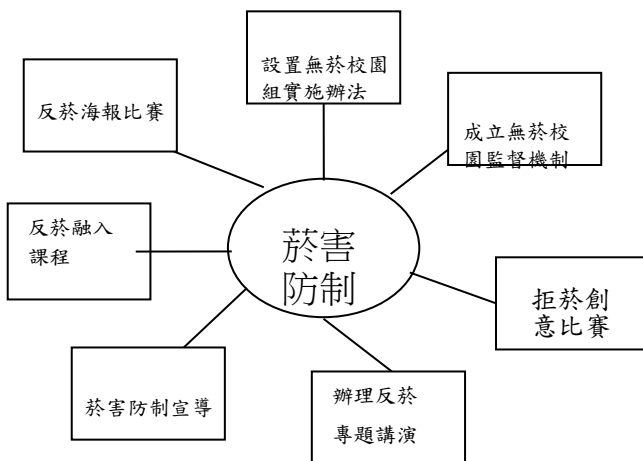 設置無菸校園
組實施辦法
反菸海報比賽
成立無菸校
園監督機制
反菸融入
課程
菸害
防制
拒菸創
意比賽
菸害防制宣導
辦理反菸
專題講演